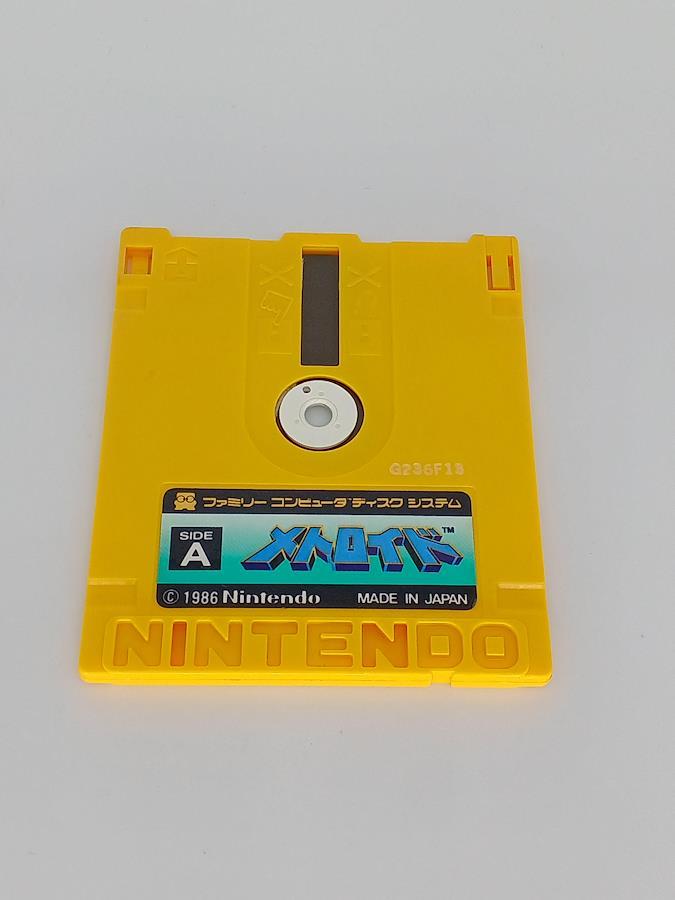 G236F13
ファミリー コンピュータ ディスク システム
SIDE
A
メトロイド™
© 1986 Nintendo MADE IN JAPAN
NINTENDO